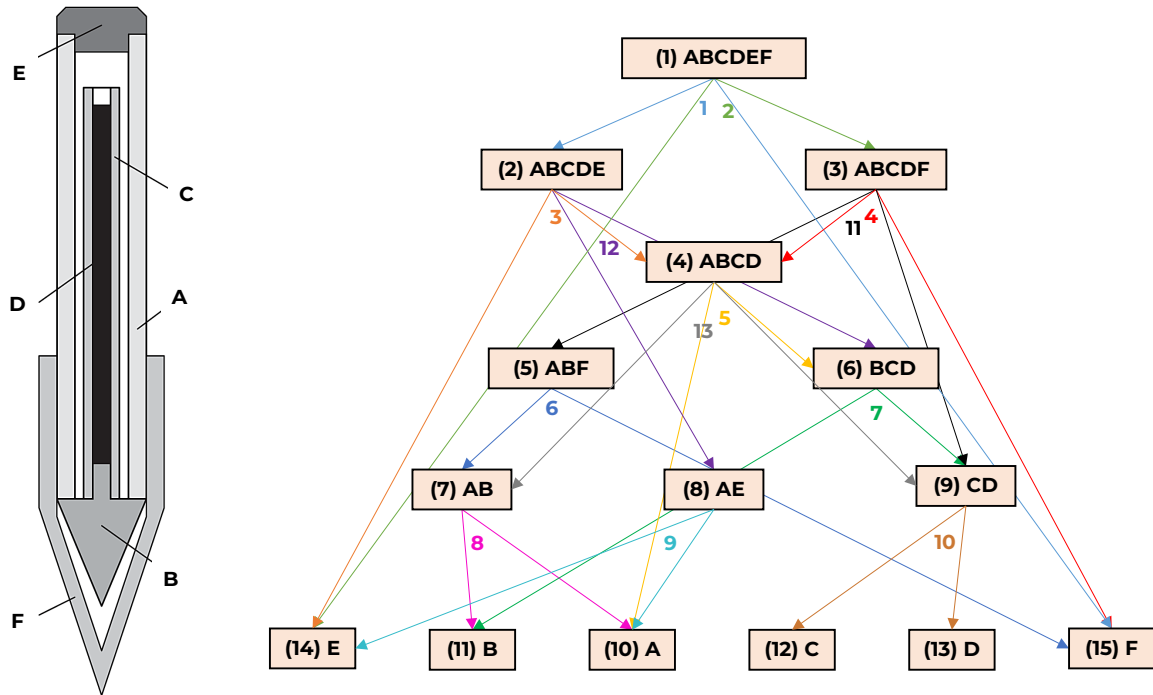 E
C
D
A
B
F
(1) ABCDEF
1
2
(2) ABCDE
(3) ABCDF
3
4
11
12
(4) ABCD
5
13
(5) ABF
(6) BCD
6
7
(7) AB
(8) AE
(9) CD
8
9
10
(14) E
(11) B
(10) A
(12) C
(13) D
(15) F